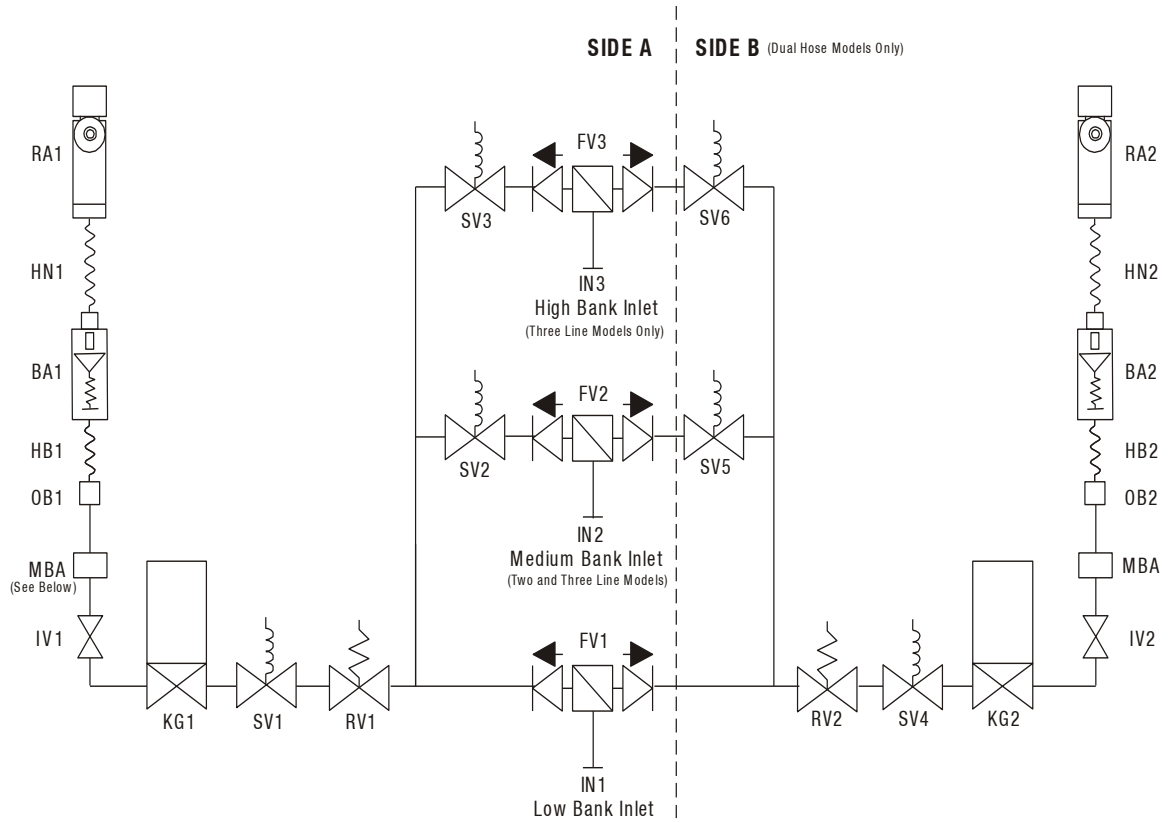 SIDE A
SIDE B (Dual Hose Models Only)
RA1
FV3
RA2
SV3
SV6
HN1
IN3
HN2
High Bank Inlet
(Three Line Models Only)
BA1
FV2
BA2
HB1
SV2
SV5
HB2
OB1
OB2
IN2
Medium Bank Inlet
(Two and Three Line Models)
MBA
(See Below)
MBA
IV1
FV1
IV2
KG1
SV1
RV1
RV2
SV4
KG2
IN1
Low Bank Inlet